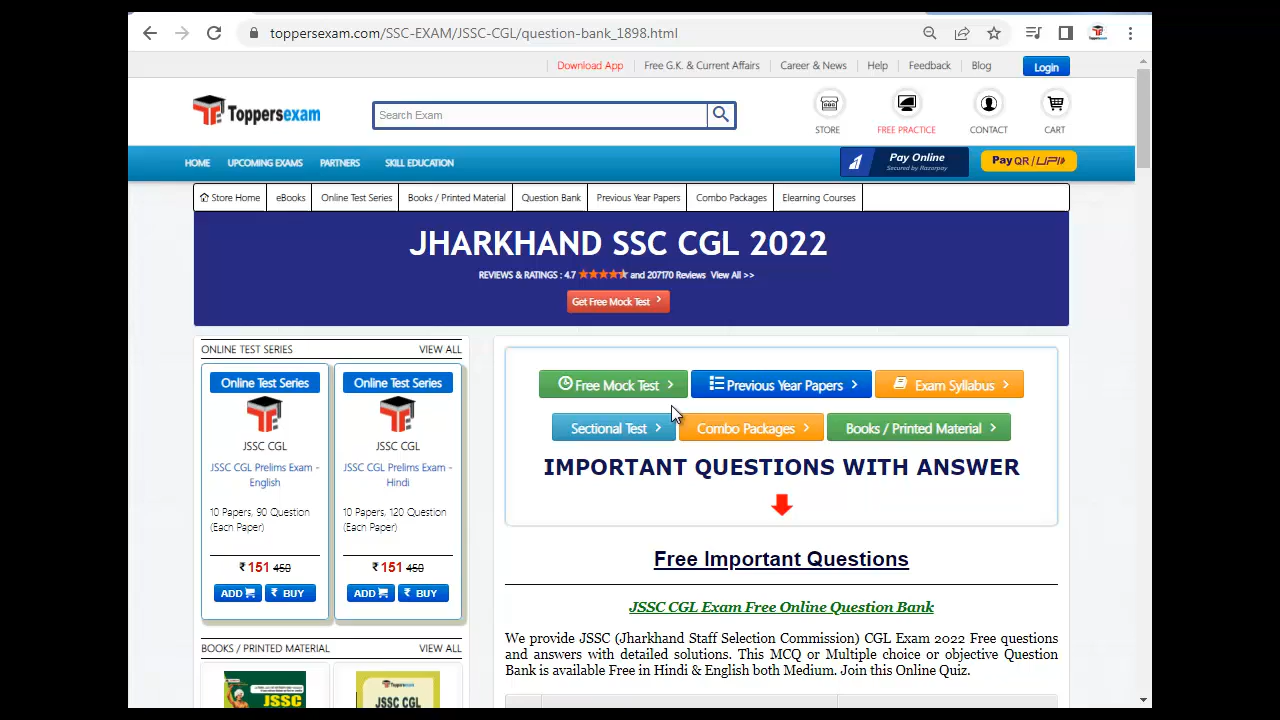 toppersexam.com/SSC-EXAM/JSSC-CGL/question-bank_1898.html
Download App Free G.K. & Current Affairs Career & News Help Feedback Blog Login
Toppersexam
Search Exam
STORE FREE PRACTICE CONTACT CART
HOME UPCOMING EXAMS PARTNERS SKILL EDUCATION
Pay Online
Secured by Razorpay
Pay QR / UPI
Store Home eBooks Online Test Series Books / Printed Material Question Bank Previous Year Papers Combo Packages Elearning Courses
JHARKHAND SSC CGL 2022
REVIEWS & RATINGS : 4.7 and 207170 Reviews View All >>
Get Free Mock Test
ONLINE TEST SERIES VIEW ALL
Online Test Series
JSSC CGL
JSSC CGL Prelims Exam -
English
10 Papers, 90 Question
(Each Paper)
₹ 151 450
ADD ₹ BUY
Online Test Series
JSSC CGL
JSSC CGL Prelims Exam -
Hindi
10 Papers, 120 Question
(Each Paper)
₹ 151 450
ADD ₹ BUY
BOOKS / PRINTED MATERIAL VIEW ALL
JSSC
Toppersexam
JSSC CGL
Free Mock Test Previous Year Papers Exam Syllabus
Sectional Test Combo Packages Books / Printed Material
IMPORTANT QUESTIONS WITH ANSWER
Free Important Questions
JSSC CGL Exam Free Online Question Bank
We provide JSSC (Jharkhand Staff Selection Commission) CGL Exam 2022 Free questions
and answers with detailed solutions. This MCQ or Multiple choice or objective Question
Bank is available Free in Hindi & English both Medium. Join this Online Quiz.